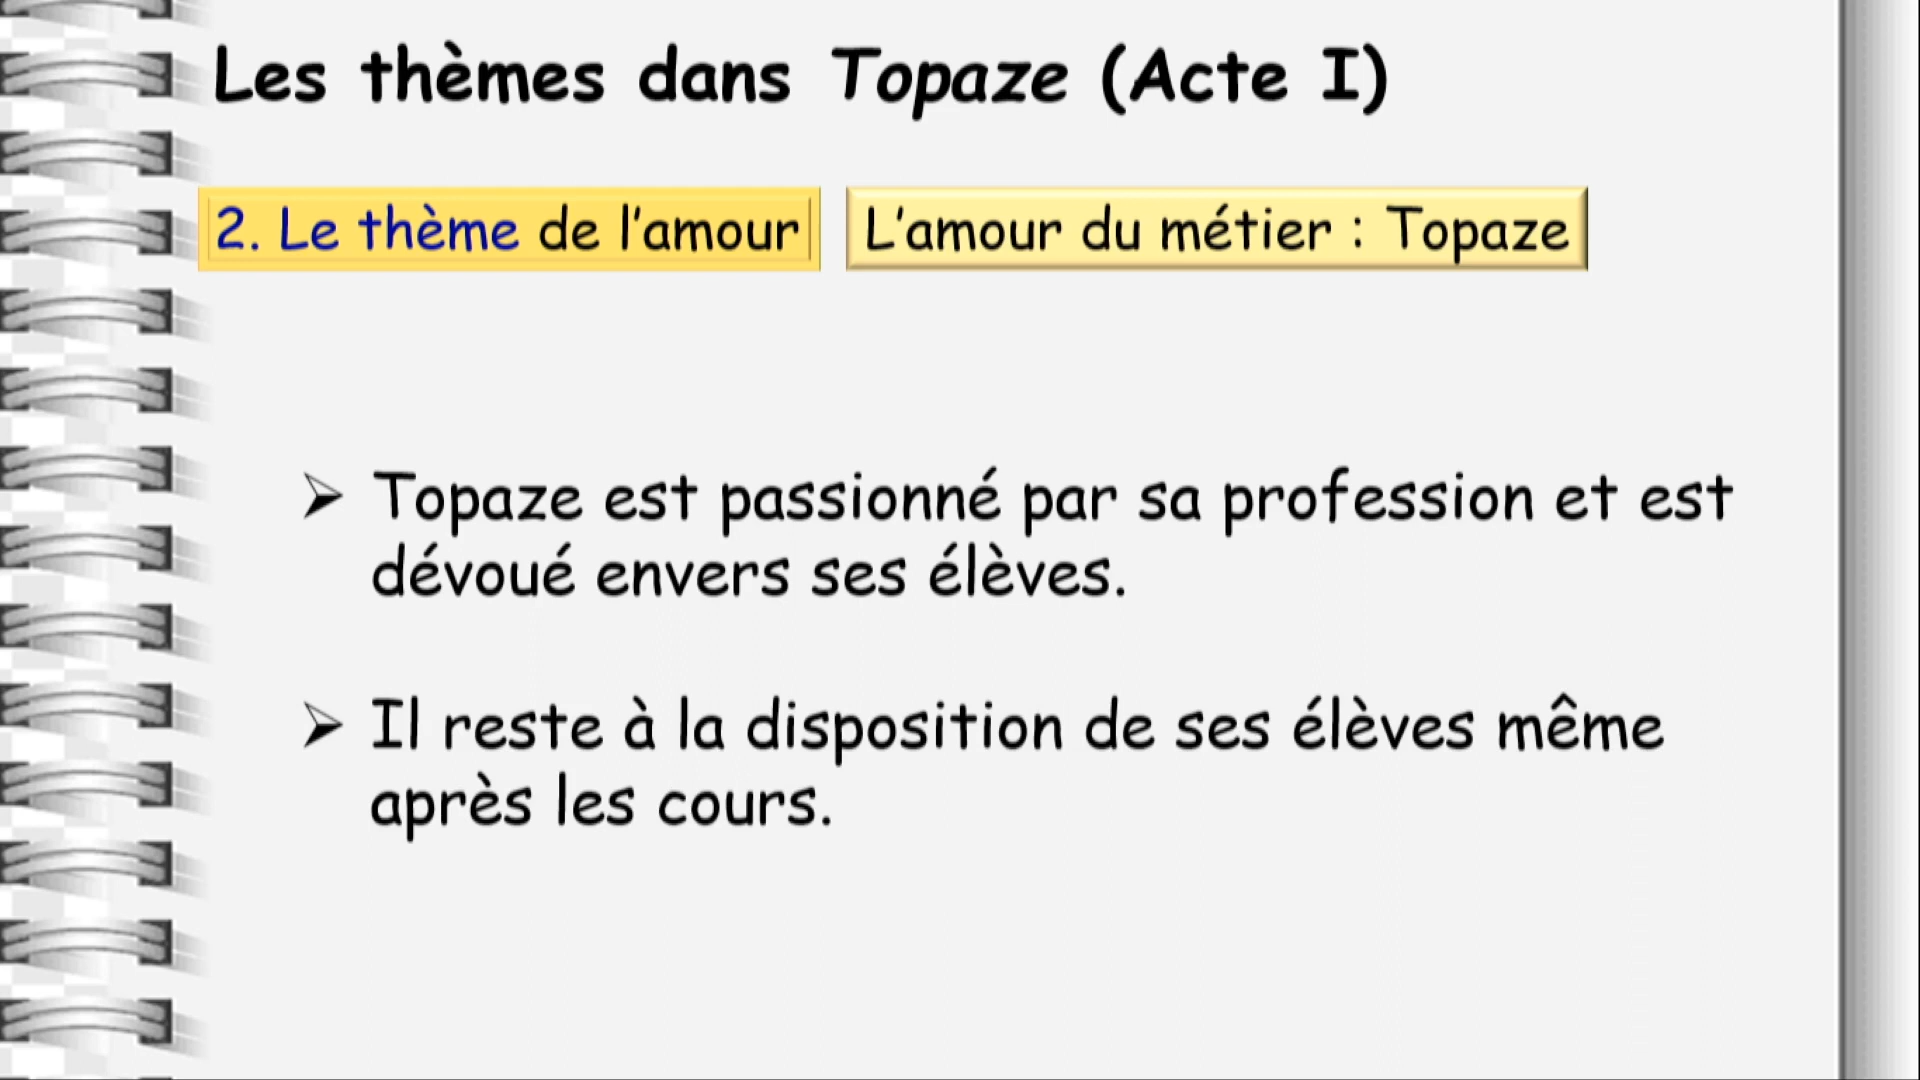 Les thèmes dans Topaze (Acte I)
2. Le thème de l’amour
L’amour du métier : Topaze
➢ Topaze est passionné par sa profession et est
dévoué envers ses élèves.
➢ Il reste à la disposition de ses élèves même
après les cours.